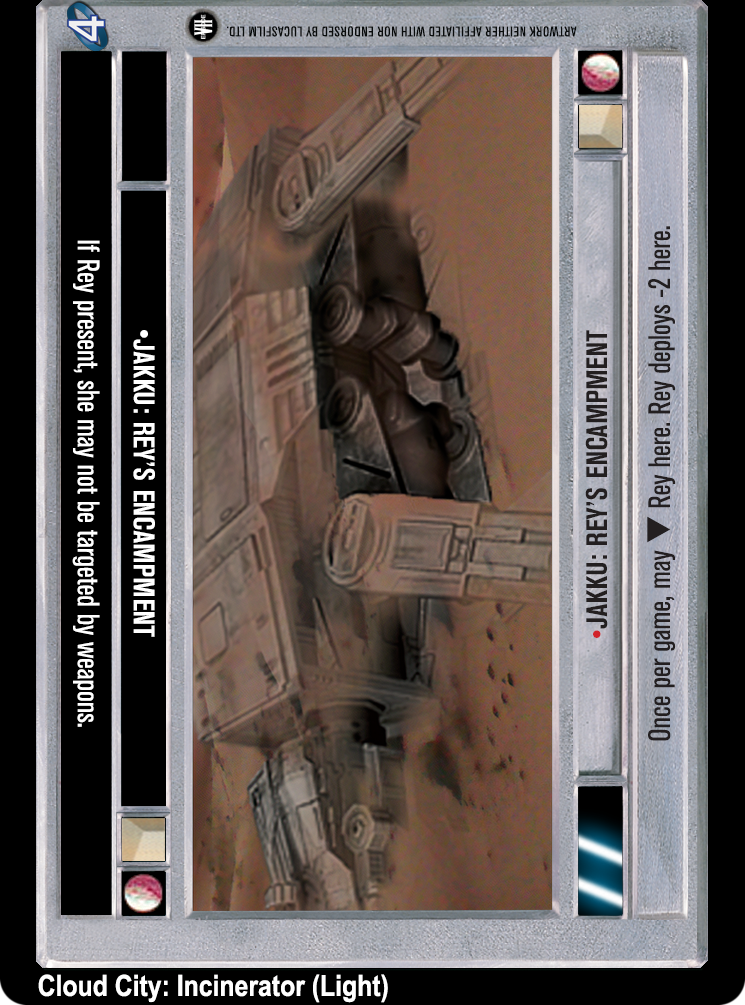 4
ARTWORK NEITHER AFFILIATED WITH NOR ENDORSED BY LUCASFILM LTD.
If Rey present, she may not be targeted by weapons.
•JAKKU: REY'S ENCAMPMENT
•JAKKU: REY'S ENCAMPMENT
Once per game, may ▼ Rey here. Rey deploys -2 here.
Cloud City: Incinerator (Light)